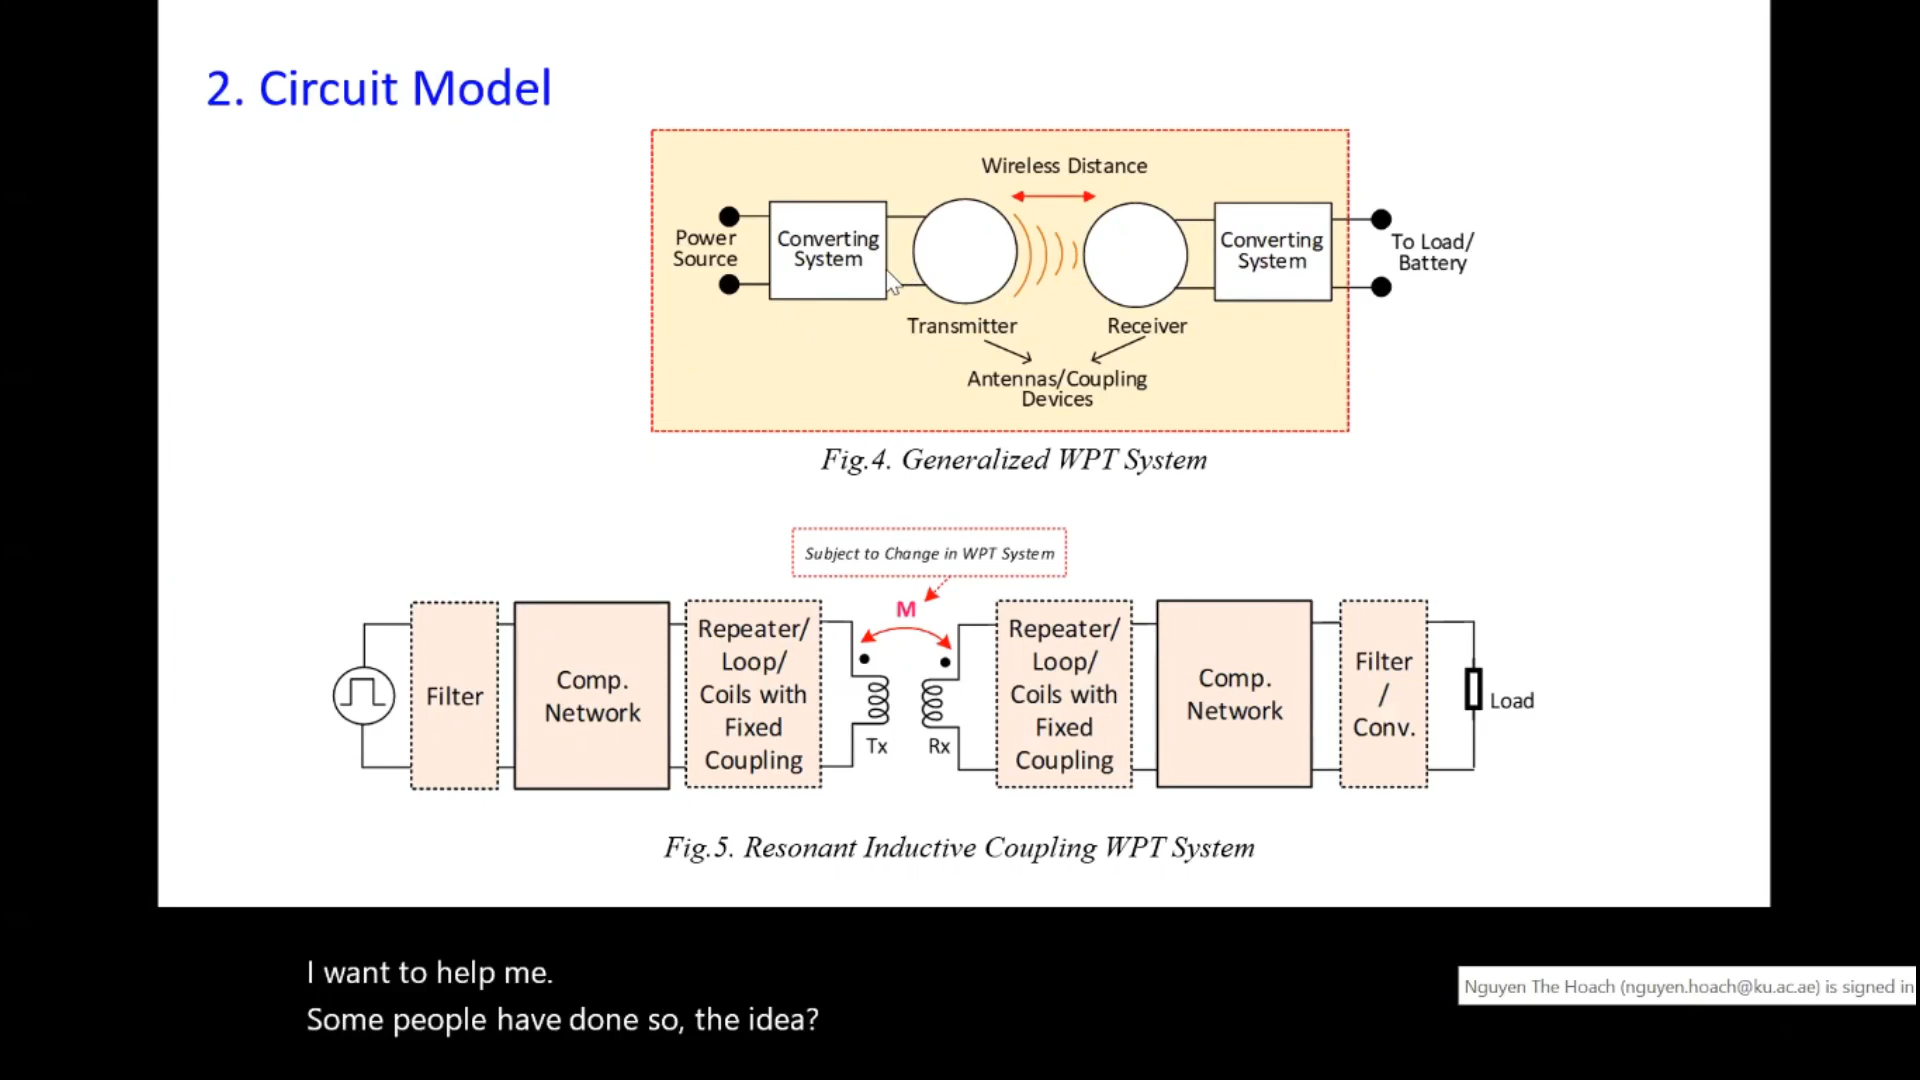 2. Circuit Model
Wireless Distance
Power
Source
Converting
System
Converting
System
To Load/
Battery
Transmitter
Receiver
Antennas/Coupling
Devices
Fig.4. Generalized WPT System
Subject to Change in WPT System
M
Filter
Comp.
Network
Repeater/
Loop/
Coils with
Fixed
Coupling
Tx
Rx
Repeater/
Loop/
Coils with
Fixed
Coupling
Comp.
Network
Filter
/
Conv.
Load
Fig.5. Resonant Inductive Coupling WPT System
I want to help me.
Some people have done so, the idea?
Nguyen The Hoach (nguyen.hoach@ku.ac.ae) is signed in